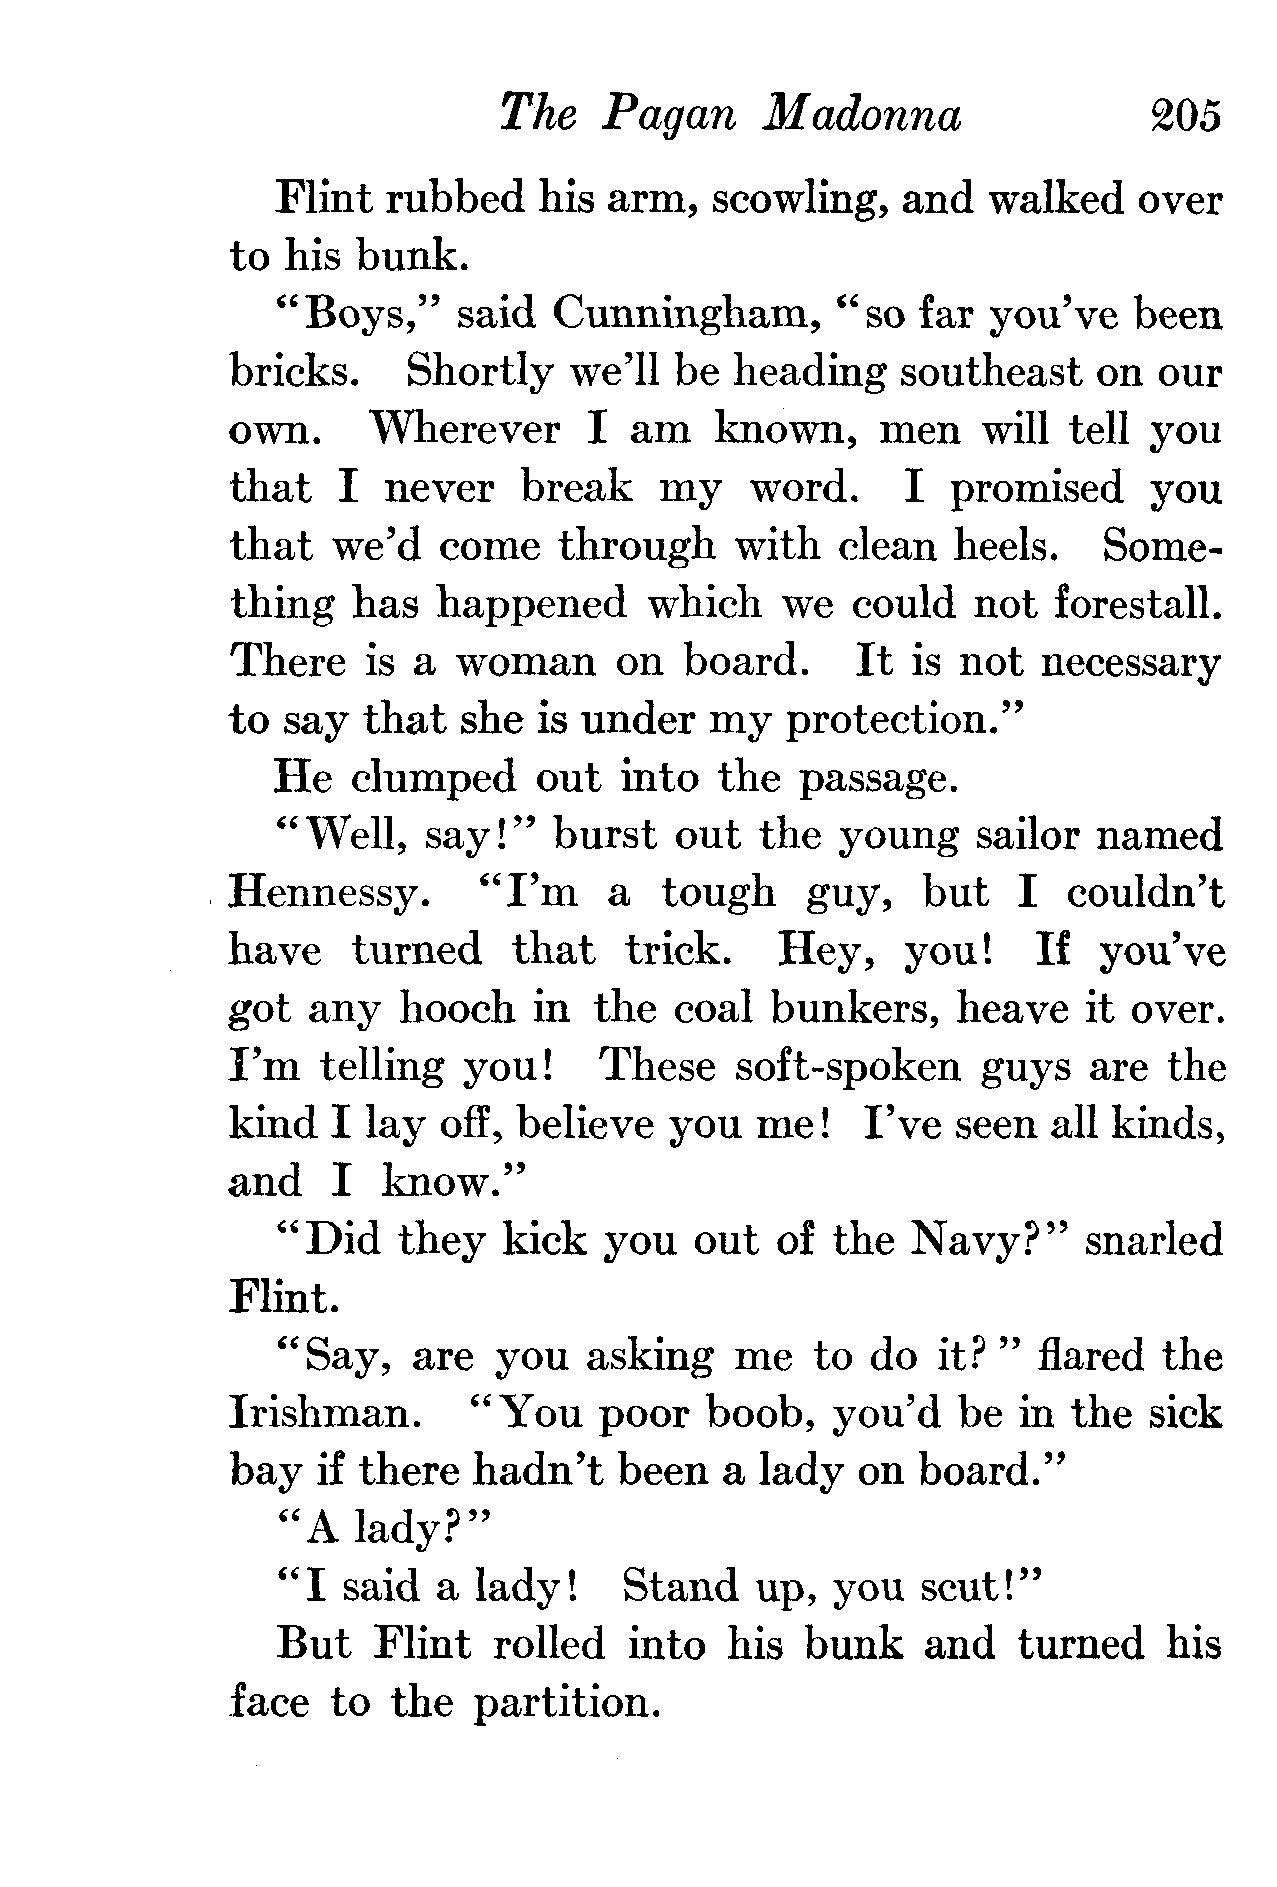 The Pagan Madonna 205
Flint rubbed his arm, scowling, and walked over
to his bunk.
“Boys,” said Cunningham, “so far you’ve been
bricks. Shortly we’ll be heading southeast on our
own. Wherever I am known, men will tell you
that I never break my word. I promised you
that we’d come through with clean heels. Some-
thing has happened which we could not forestall.
There is a woman on board. It is not necessary
to say that she is under my protection.”
He clumped out into the passage.
“Well, say!” burst out the young sailor named
Hennessy. “I’m a tough guy, but I couldn’t
have turned that trick. Hey, you! If you’ve
got any hooch in the coal bunkers, heave it over.
I’m telling you! These soft-spoken guys are the
kind I lay off, believe you me! I’ve seen all kinds,
and I know.”
“Did they kick you out of the Navy?” snarled
Flint.
“Say, are you asking me to do it?” flared the
Irishman. “You poor boob, you’d be in the sick
bay if there hadn’t been a lady on board.”
“A lady?”
“I said a lady! Stand up, you scut!”
But Flint rolled into his bunk and turned his
face to the partition.